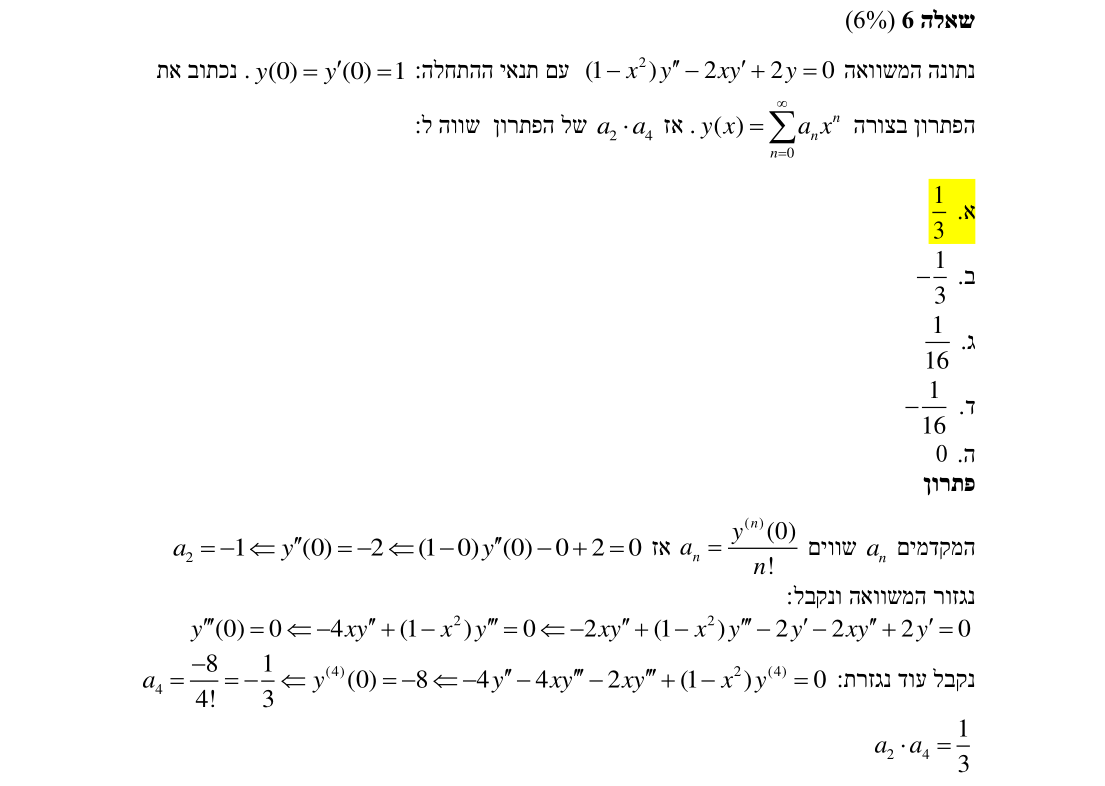 שאלה 6 (6%)
נתונה המשוואה (1 − x²)y″ − 2xy′ + 2y = 0 עם תנאי ההתחלה: y(0) = y′(0) = 1. נכתוב את
הפתרון בצורה y(x) = ∑_{n=0}^{∞} aₙxⁿ. אז a₂ · a₄ של הפתרון שווה ל:
א. 1/3
ב. −1/3
ג. 1/16
ד. −1/16
ה. 0
פתרון
המקדמים aₙ שווים aₙ = y⁽ⁿ⁾(0)/n! אז a₂ = −1 ⇐ y″(0) = −2 ⇐ (1 − 0)y″(0) − 0 + 2 = 0
נגזור המשוואה ונקבל:
y‴(0) = 0 ⇐ −4xy″ + (1 − x²)y‴ = 0 ⇐ −2xy″ + (1 − x²)y‴ − 2y′ − 2xy″ + 2y′ = 0
נקבל עוד נגזרת: a₄ = −8/4! = −1/3 ⇐ y⁽⁴⁾(0) = −8 ⇐ −4y″ − 4xy‴ − 2xy‴ + (1 − x²)y⁽⁴⁾ = 0
a₂ · a₄ = 1/3